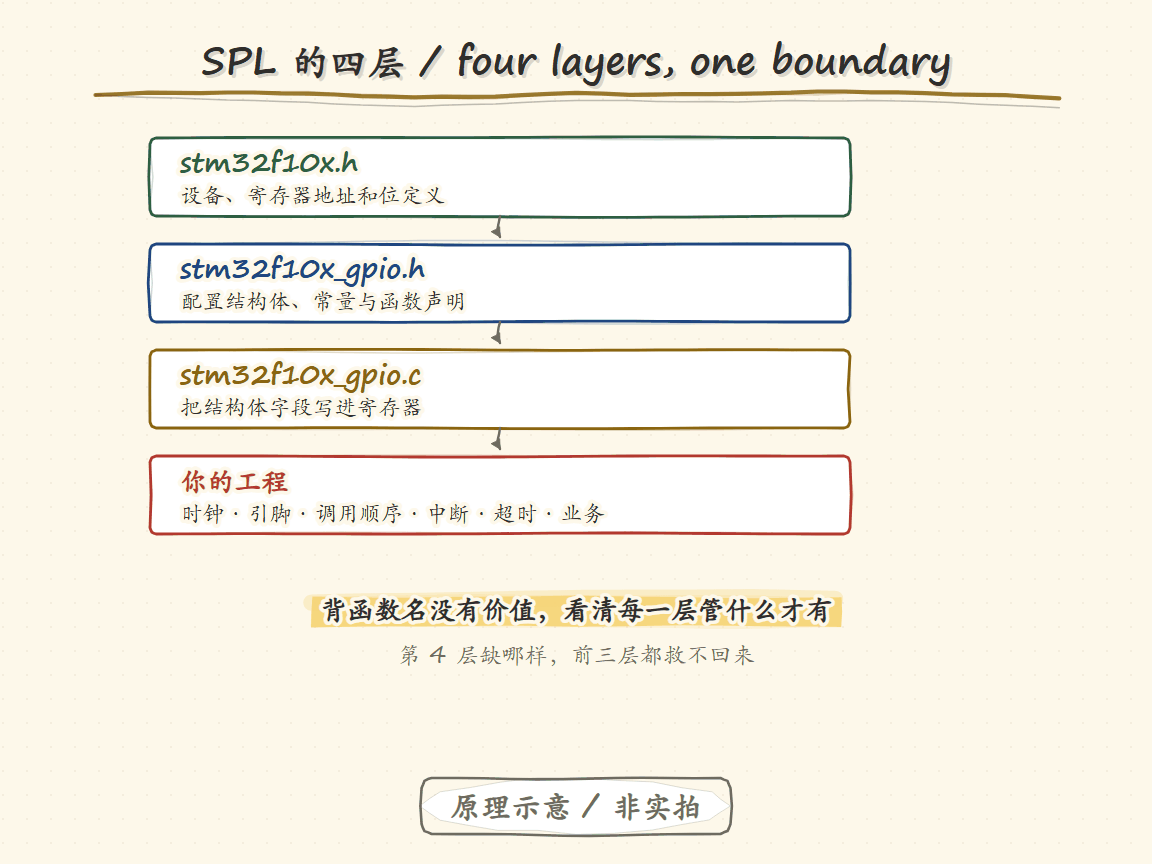 SPL 的四层 / four layers, one boundary
stm32f10x.h
设备、寄存器地址和位定义
stm32f10x_gpio.h
配置结构体、常量与函数声明
stm32f10x_gpio.c
把结构体字段写进寄存器
你的工程
时钟 · 引脚 · 调用顺序 · 中断 · 超时 · 业务
背函数名没有价值，看清每一层管什么才有
第 4 层缺哪样，前三层都救不回来
原理示意 / 非实拍